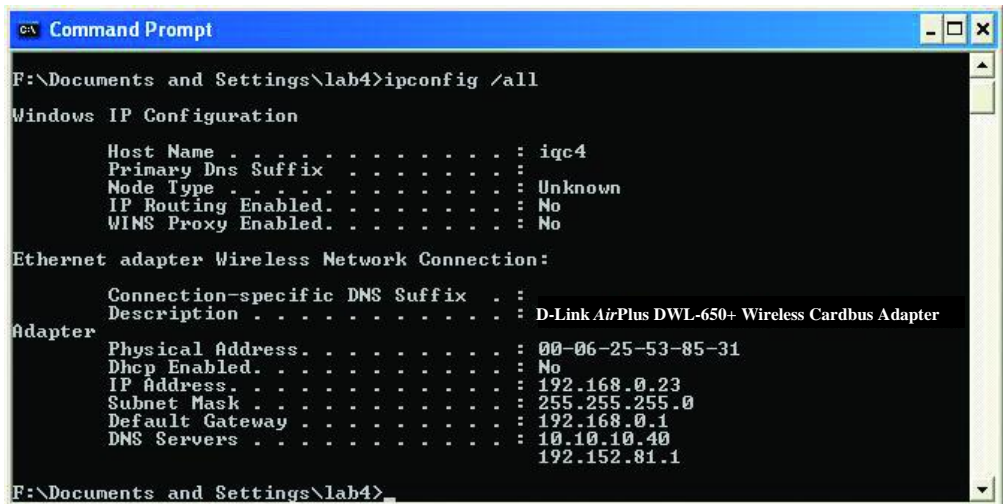 Command Prompt
F:\Documents and Settings\lab4>ipconfig /all
Windows IP Configuration
Host Name . . . . . . . . . . . . : iqc4
Primary Dns Suffix  . . . . . . . :
Node Type . . . . . . . . . . . . : Unknown
IP Routing Enabled. . . . . . . . : No
WINS Proxy Enabled. . . . . . . . : No
Ethernet adapter Wireless Network Connection:
Connection-specific DNS Suffix  . :
Description . . . . . . . . . . . : D-Link AirPlus DWL-650+ Wireless Cardbus Adapter
Adapter
Physical Address. . . . . . . . . : 00-06-25-53-85-31
Dhcp Enabled. . . . . . . . . . . : No
IP Address. . . . . . . . . . . . : 192.168.0.23
Subnet Mask . . . . . . . . . . . : 255.255.255.0
Default Gateway . . . . . . . . . : 192.168.0.1
DNS Servers . . . . . . . . . . . : 10.10.10.40
192.152.81.1
F:\Documents and Settings\lab4>_